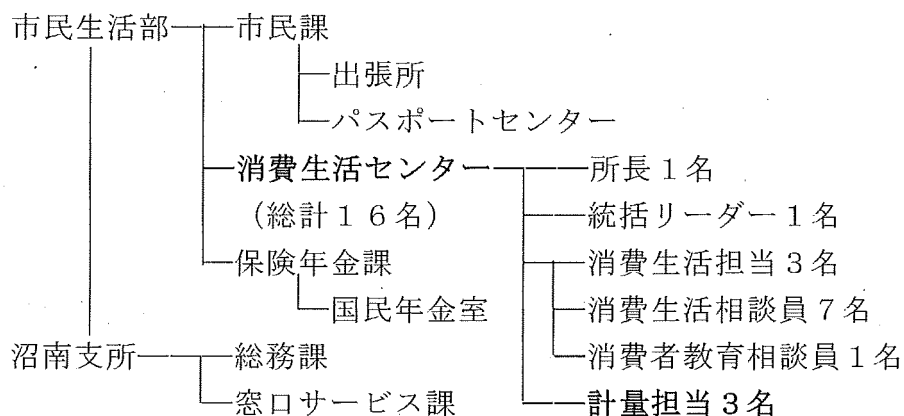 市民生活部 市民課
出張所
パスポートセンター
消費生活センター 所長1名
(総計16名) 統括リーダー1名
保険年金課 消費生活担当3名
国民年金室 消費生活相談員7名
沼南支所 総務課 消費者教育相談員1名
窓口サービス課 計量担当3名